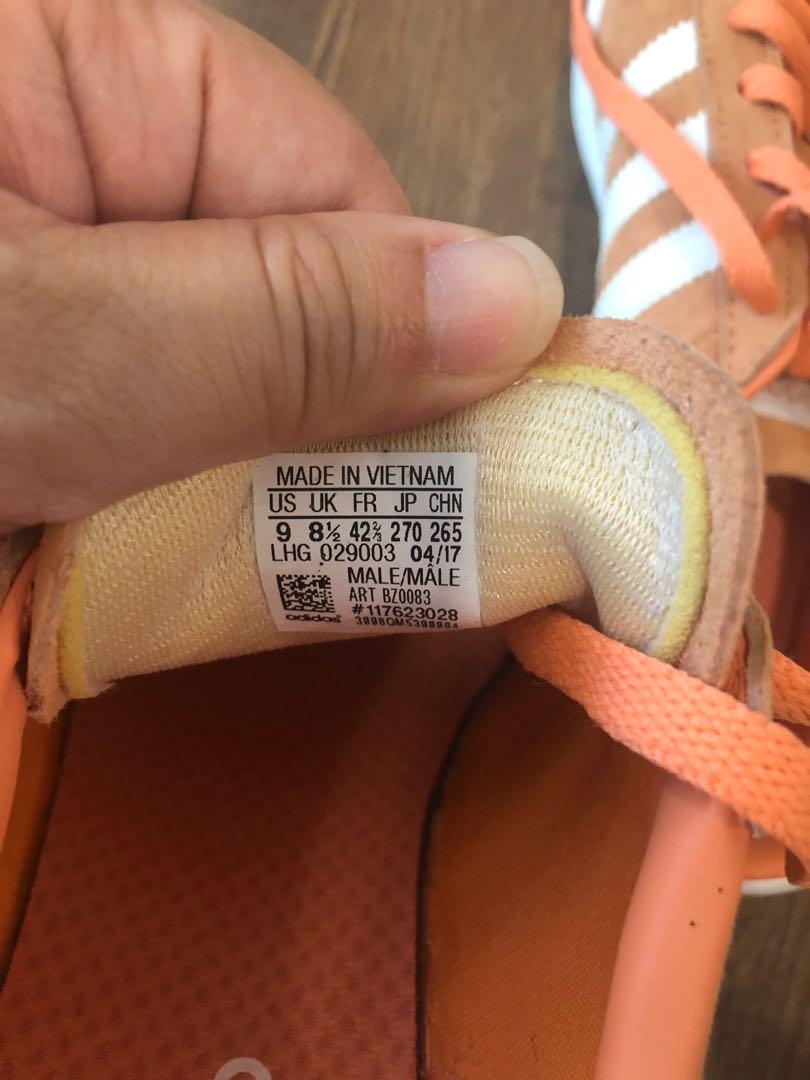 MADE IN VIETNAM
US UK FR JP CHN
9 8½ 42⅔ 270 265
LHG 029003 04/17
MALE/MÂLE
ART BZ0083
#117623028
adidas